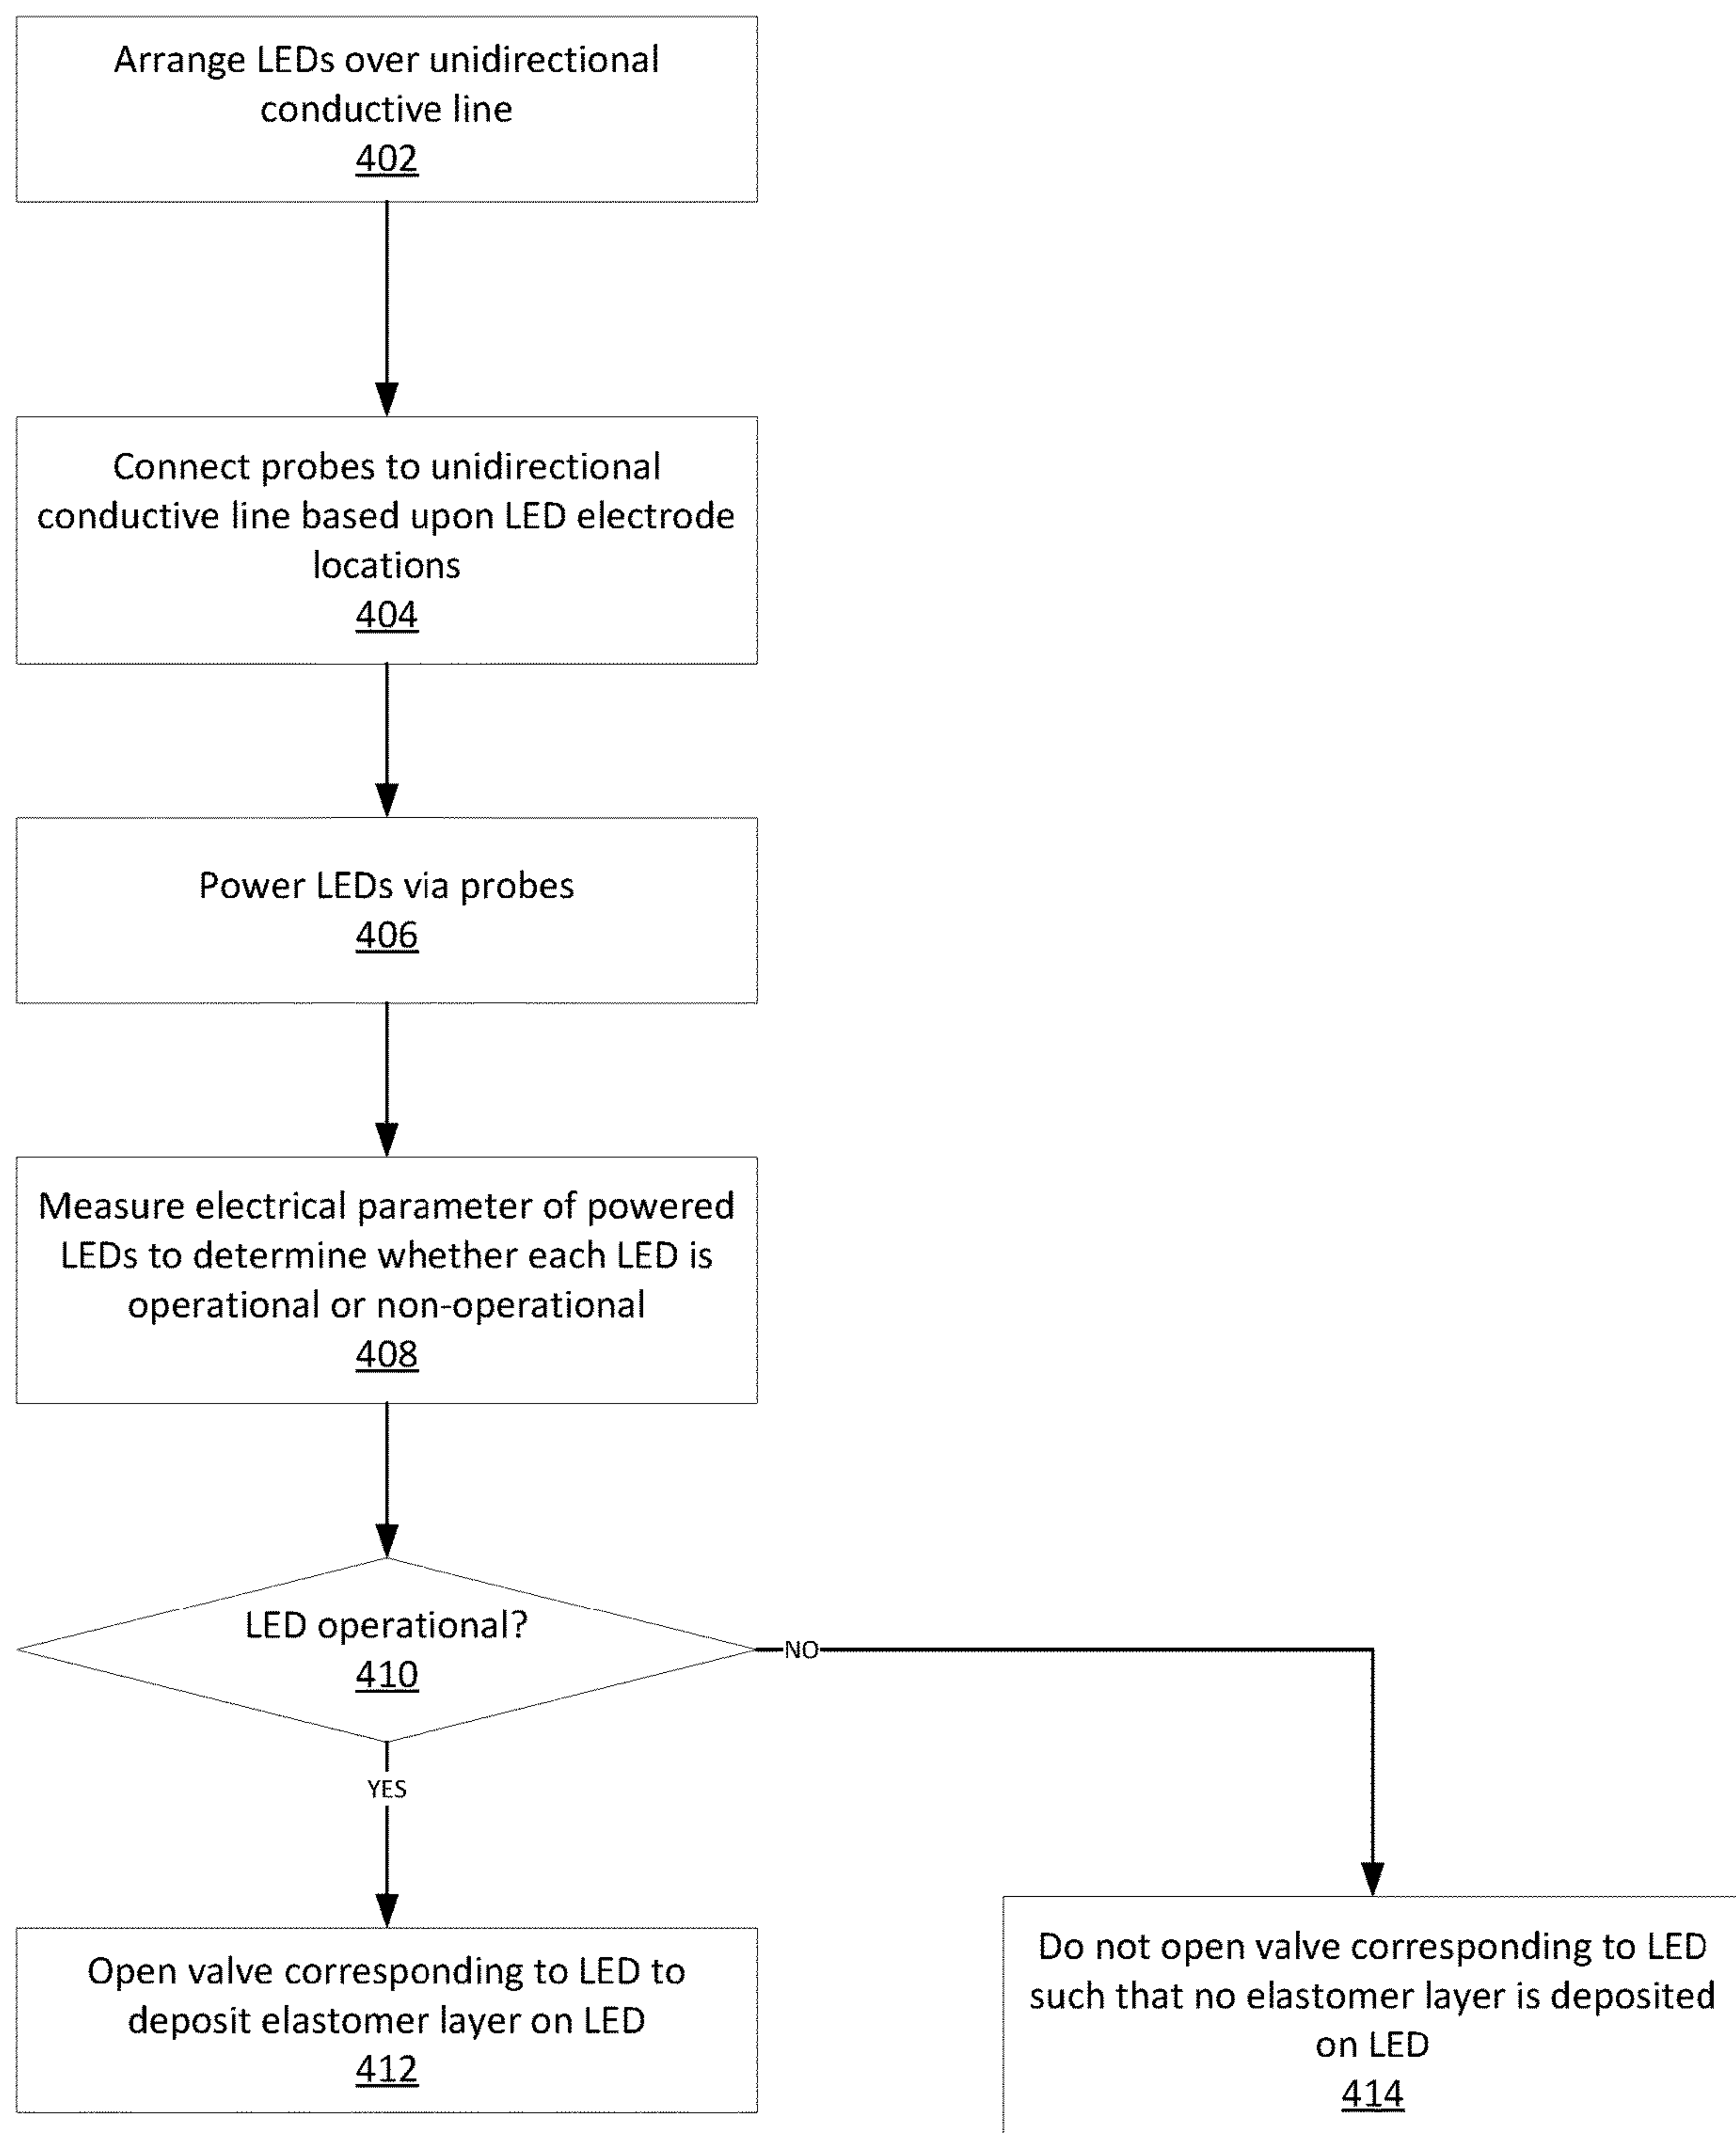 Arrange LEDs over unidirectional
conductive line
402
Connect probes to unidirectional
conductive line based upon LED electrode
locations
404
Power LEDs via probes
406
Measure electrical parameter of powered
LEDs to determine whether each LED is
operational or non-operational
408
LED operational?
410
NO
YES
Open valve corresponding to LED to
deposit elastomer layer on LED
412
Do not open valve corresponding to LED
such that no elastomer layer is deposited
on LED
414